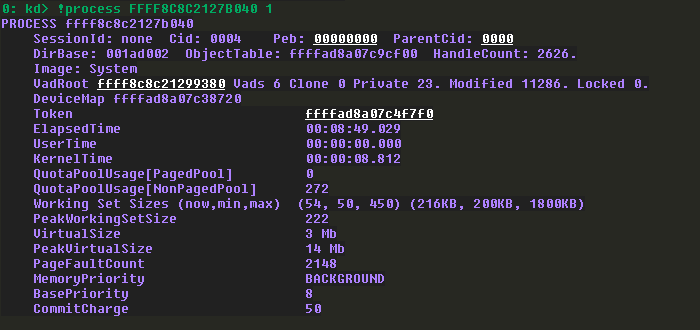 0: kd> !process FFFF8C8C2127B040 1
PROCESS ffff8c8c2127b040
SessionId: none Cid: 0004 Peb: 00000000 ParentCid: 0000
DirBase: 001ad002 ObjectTable: ffffad8a07c9cf00 HandleCount: 2626.
Image: System
VadRoot ffff8c8c21299380 Vads 6 Clone 0 Private 23. Modified 11286. Locked 0.
DeviceMap ffffad8a07c38720
Token ffffad8a07c4f7f0
ElapsedTime 00:08:49.029
UserTime 00:00:00.000
KernelTime 00:00:08.812
QuotaPoolUsage[PagedPool] 0
QuotaPoolUsage[NonPagedPool] 272
Working Set Sizes (now,min,max) (54, 50, 450) (216KB, 200KB, 1800KB)
PeakWorkingSetSize 222
VirtualSize 3 Mb
PeakVirtualSize 14 Mb
PageFaultCount 2148
MemoryPriority BACKGROUND
BasePriority 8
CommitCharge 50